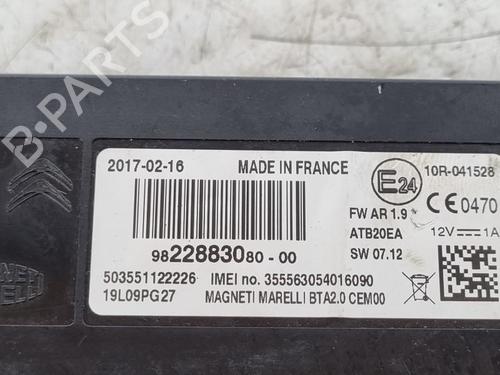 B-PARTS
2017-02-16 MADE IN FRANCE
E24 10R-041528
FW AR 1.9 CE 0470
ATB20EA 12V 1A
9822883080-00 SW 07.12
503551122226 IMEI no. 355563054016090
19L09PG27 MAGNETI MARELLI BTA2.0 CEM00